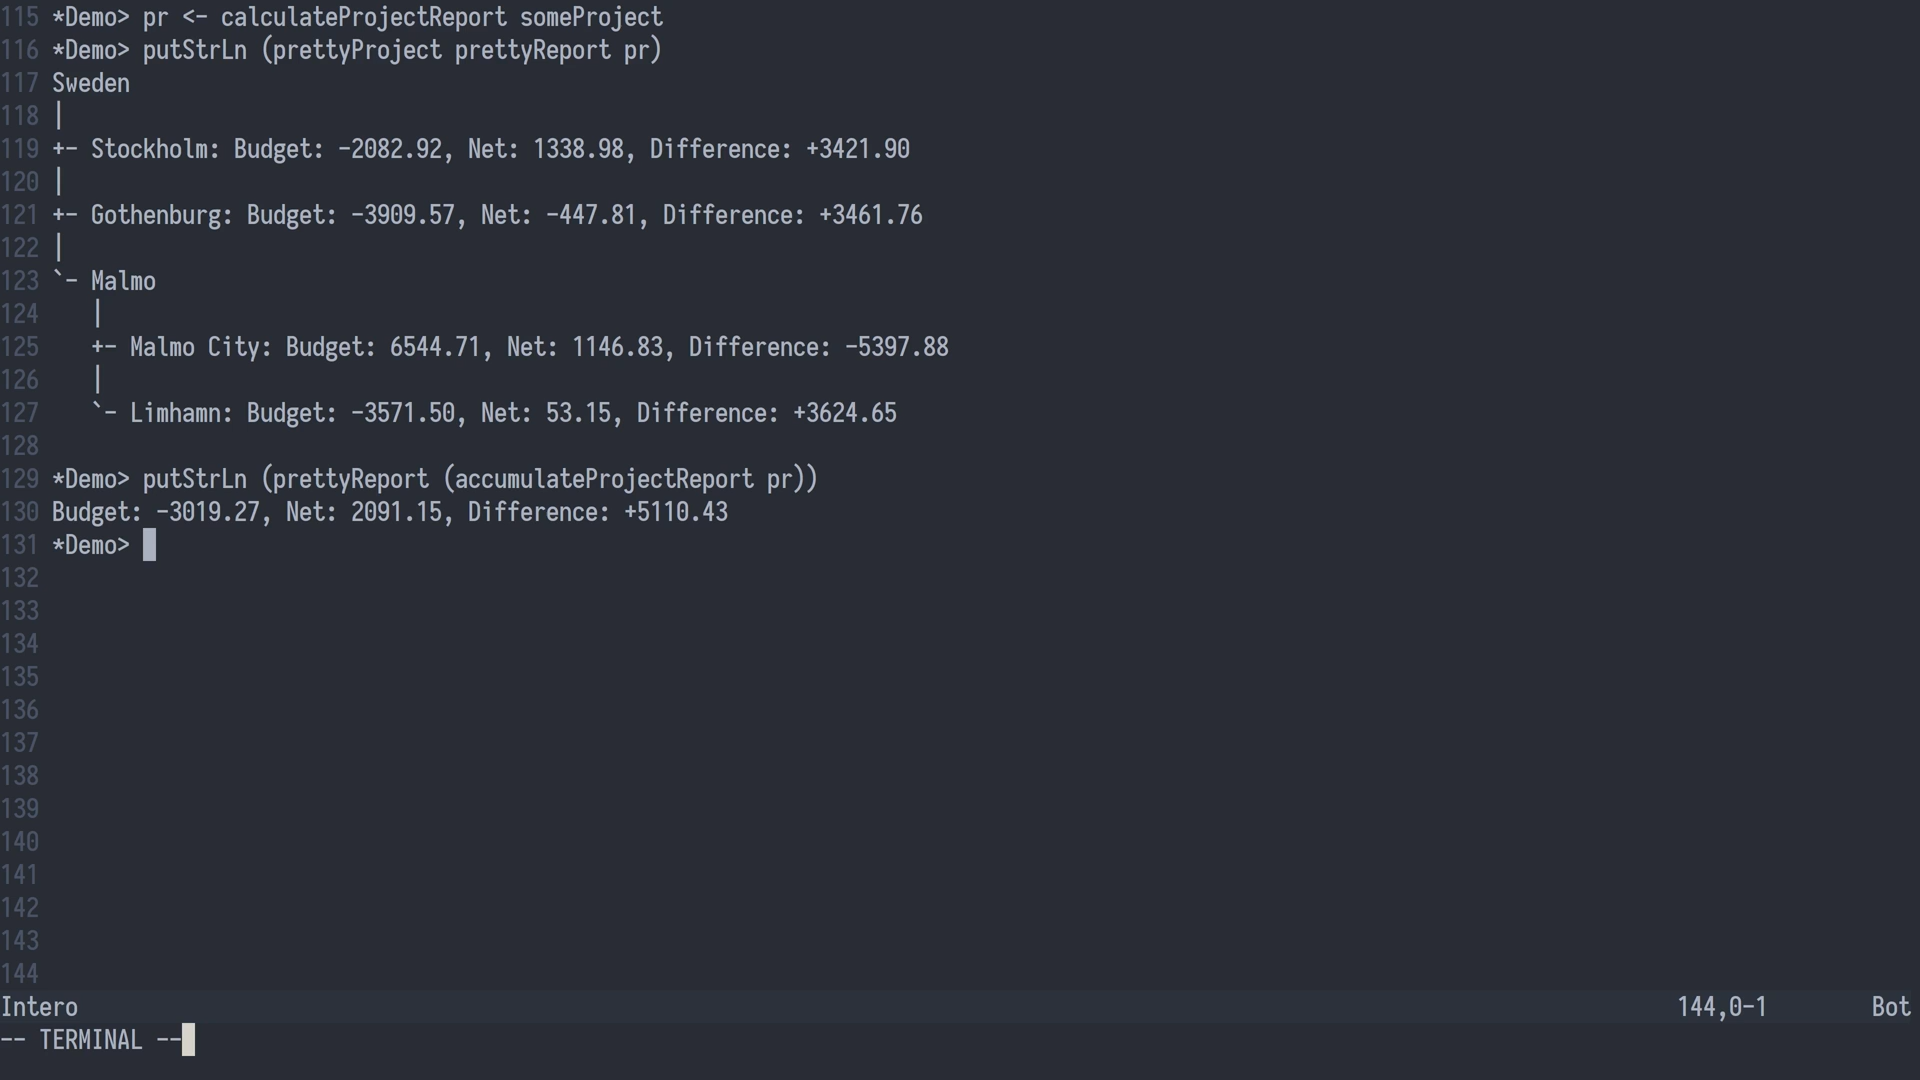 115 *Demo> pr <- calculateProjectReport someProject
116 *Demo> putStrLn (prettyProject prettyReport pr)
117 Sweden
118 |
119 +- Stockholm: Budget: -2082.92, Net: 1338.98, Difference: +3421.90
120 |
121 +- Gothenburg: Budget: -3909.57, Net: -447.81, Difference: +3461.76
122 |
123 `- Malmo
124    |
125    +- Malmo City: Budget: 6544.71, Net: 1146.83, Difference: -5397.88
126    |
127    `- Limhamn: Budget: -3571.50, Net: 53.15, Difference: +3624.65
128
129 *Demo> putStrLn (prettyReport (accumulateProjectReport pr))
130 Budget: -3019.27, Net: 2091.15, Difference: +5110.43
131 *Demo>
132
133
134
135
136
137
138
139
140
141
142
143
144
Intero 144,0-1 Bot
-- TERMINAL --